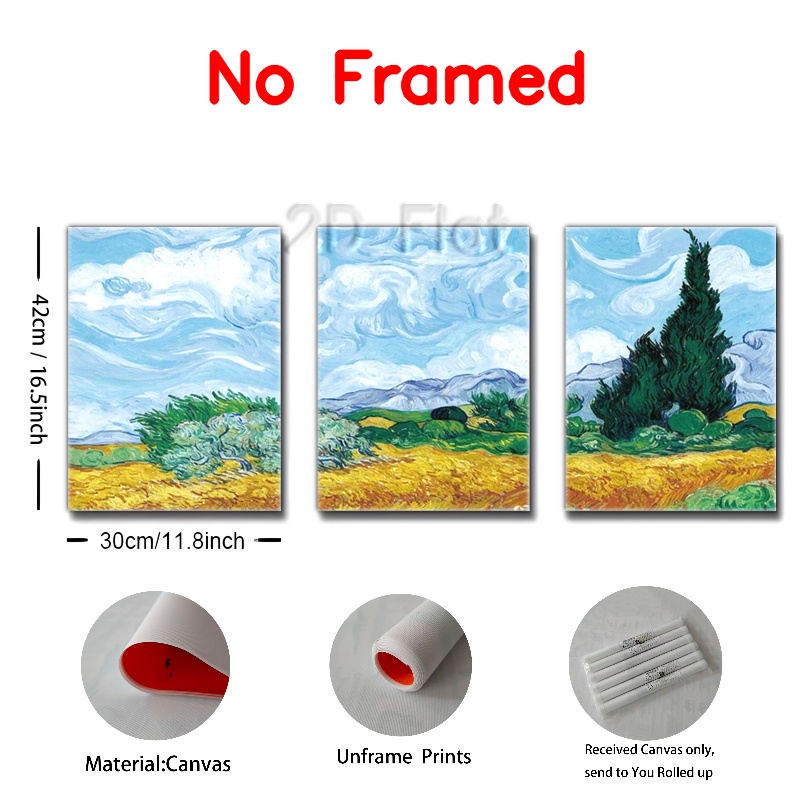 No Framed
2D Flat
42cm / 16.5inch
30cm/11.8inch
Material:Canvas
Unframe Prints
Received Canvas only,
send to You Rolled up